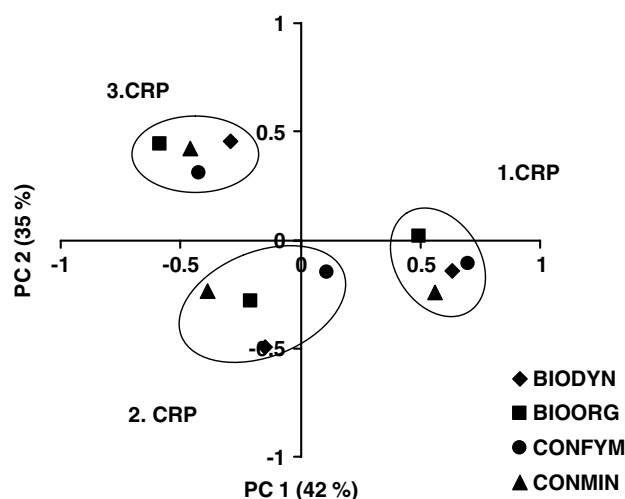 1
3.CRP
0.5
1.CRP
PC 2 (35 %)
0
-1
-0.5
0
0.5
1
-0.5
2. CRP
BIODYN
BIOORG
CONFYM
-1
CONMIN
PC 1 (42 %)